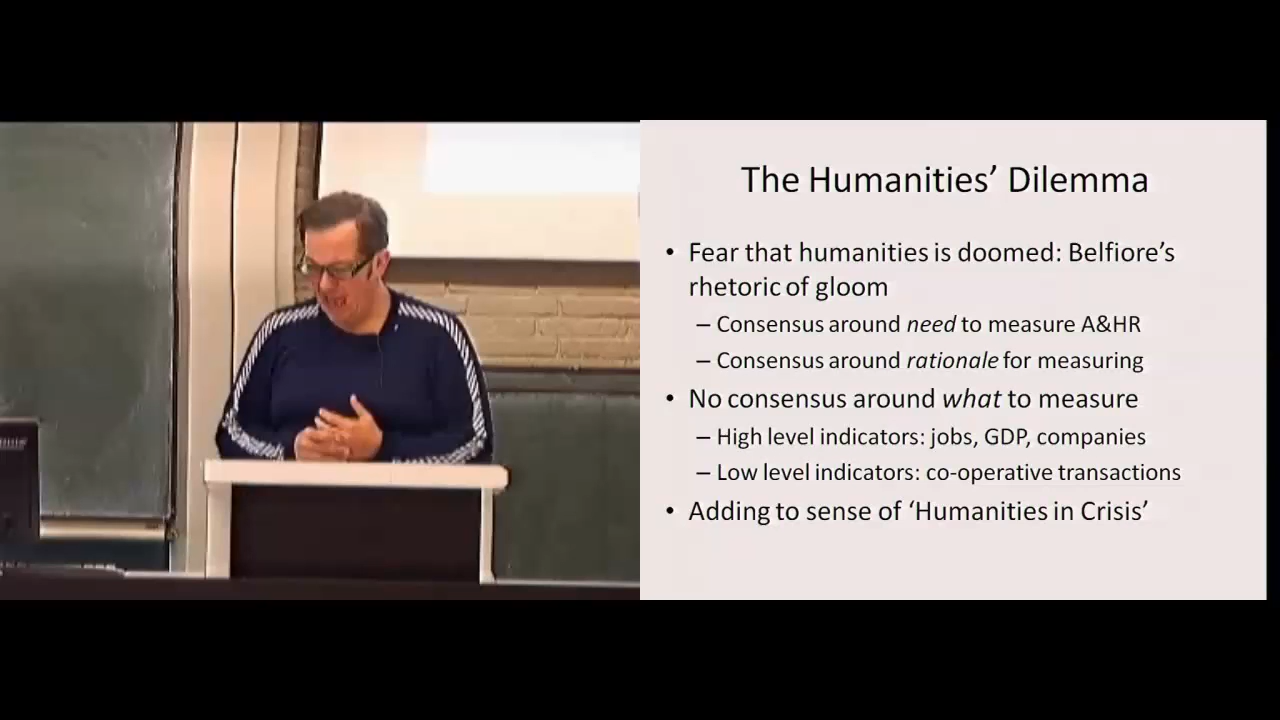 The Humanities’ Dilemma
• Fear that humanities is doomed: Belfiore’s
rhetoric of gloom
– Consensus around need to measure A&HR
– Consensus around rationale for measuring
• No consensus around what to measure
– High level indicators: jobs, GDP, companies
– Low level indicators: co-operative transactions
• Adding to sense of ‘Humanities in Crisis’